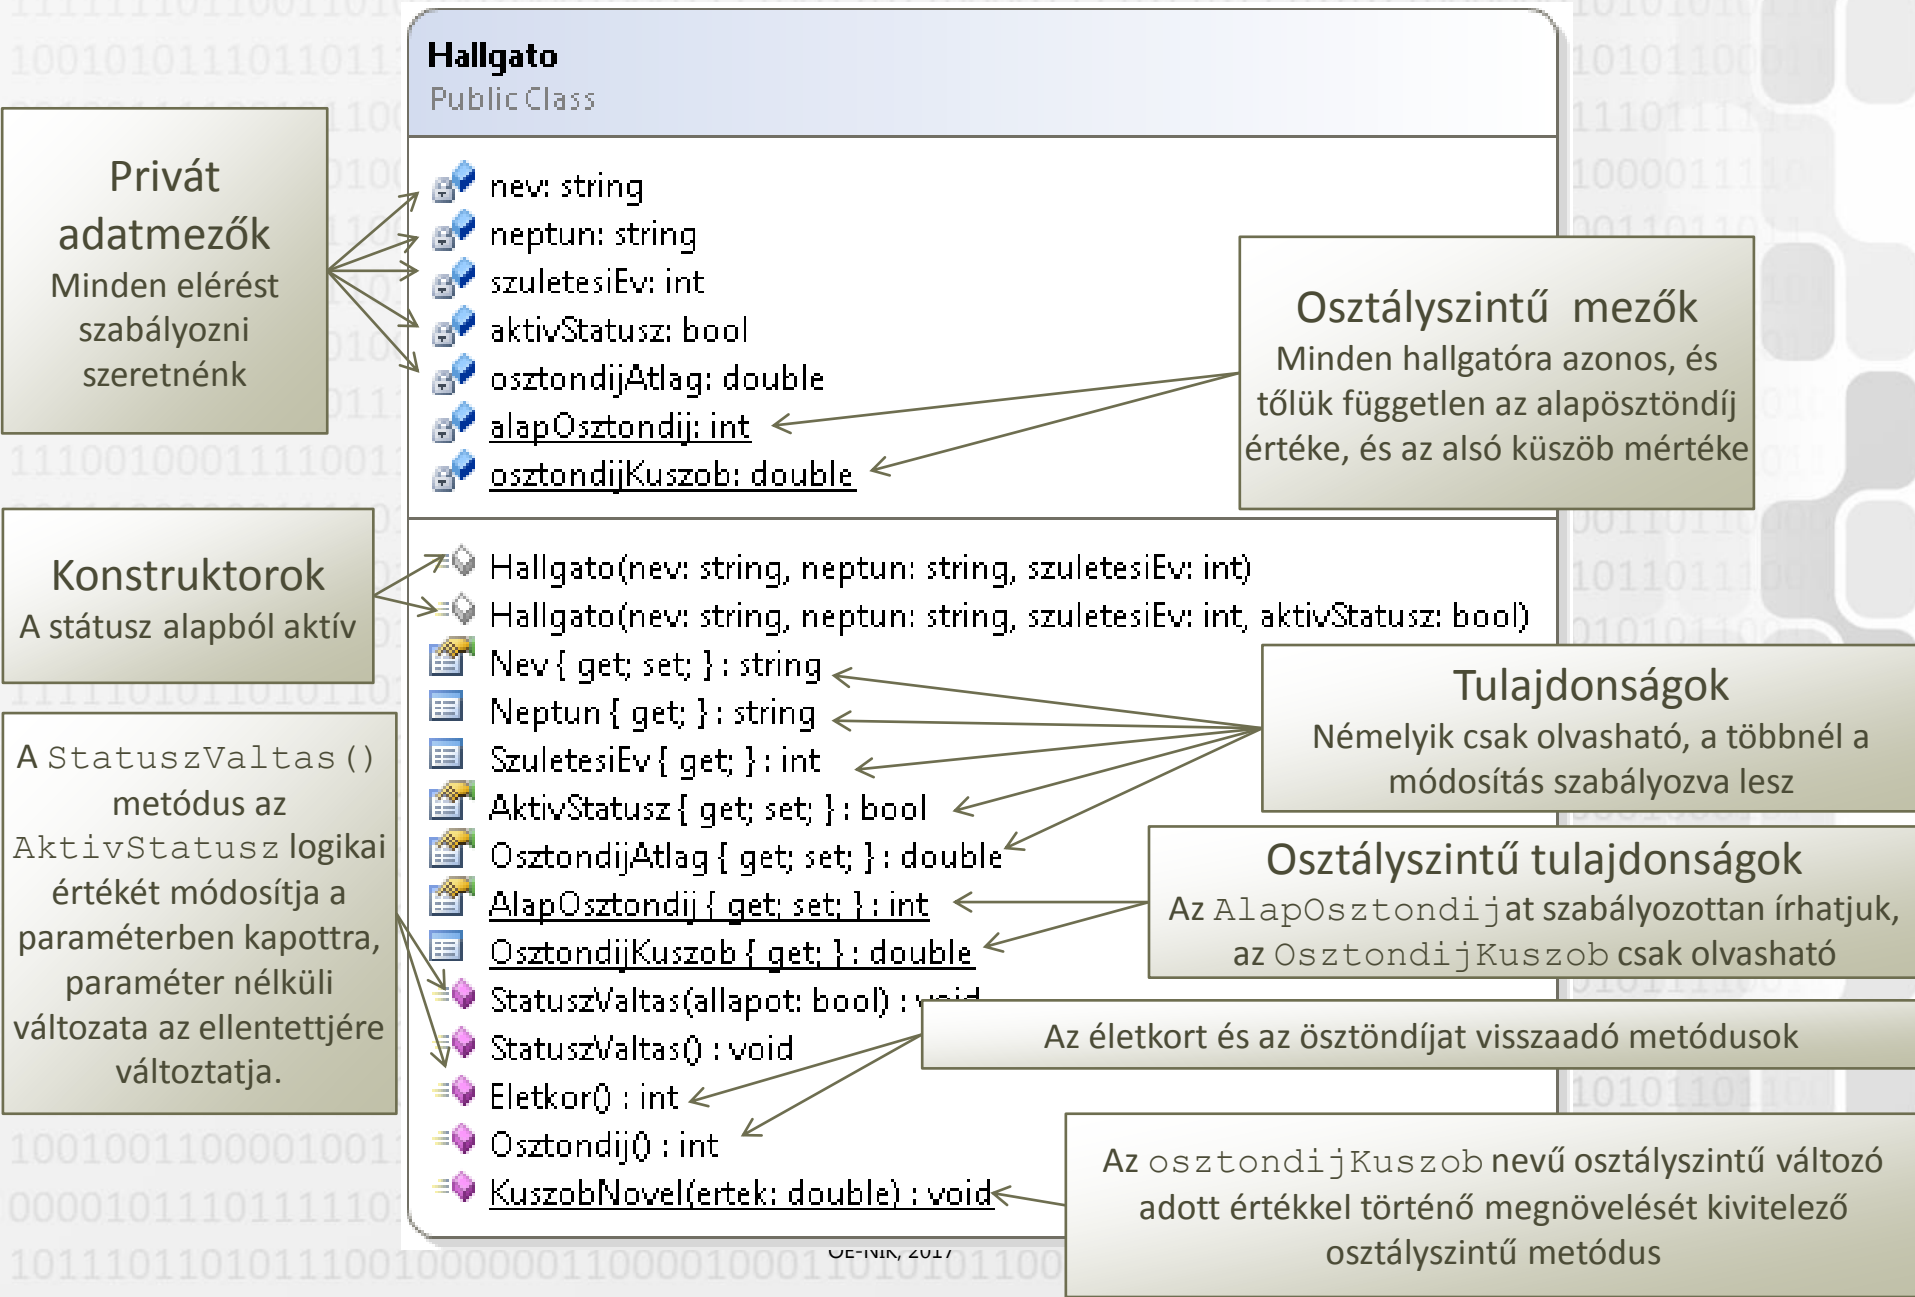 Hallgato
Public Class
Privát
adatmezők
Minden elérést
szabályozni
szeretnénk
nev: string
neptun: string
szuletesiEv: int
aktivStatusz: bool
osztondijAtlag: double
alapOsztondij: int
osztondijKuszob: double
Osztályszintű mezők
Minden hallgatóra azonos, és
tőlük független az alapösztöndíj
értéke, és az alsó küszöb mértéke
Konstruktorok
A státusz alapból aktív
Hallgato(nev: string, neptun: string, szuletesiEv: int)
Hallgato(nev: string, neptun: string, szuletesiEv: int, aktivStatusz: bool)
Nev { get; set; } : string
Neptun { get; } : string
SzuletesiEv { get; } : int
AktivStatusz { get; set; } : bool
OsztondijAtlag { get; set; } : double
AlapOsztondij { get; set; } : int
OsztondijKuszob { get; } : double
StatuszValtas(allapot: bool) : void
StatuszValtas() : void
Eletkor() : int
Osztondij() : int
KuszobNovel(ertek: double) : void
Tulajdonságok
Némelyik csak olvasható, a többnél a
módosítás szabályozva lesz
Osztályszintű tulajdonságok
Az AlapOsztondijat szabályozottan írhatjuk,
az OsztondijKuszob csak olvasható
A StatuszValtas()
metódus az
AktivStatusz logikai
értékét módosítja a
paraméterben kapottra,
paraméter nélküli
változata az ellentettjére
változtatja.
Az életkort és az ösztöndíjat visszaadó metódusok
Az osztondijKuszob nevű osztályszintű változó
adott értékkel történő megnövelését kivitelező
osztályszintű metódus
OE-NIK, 2017